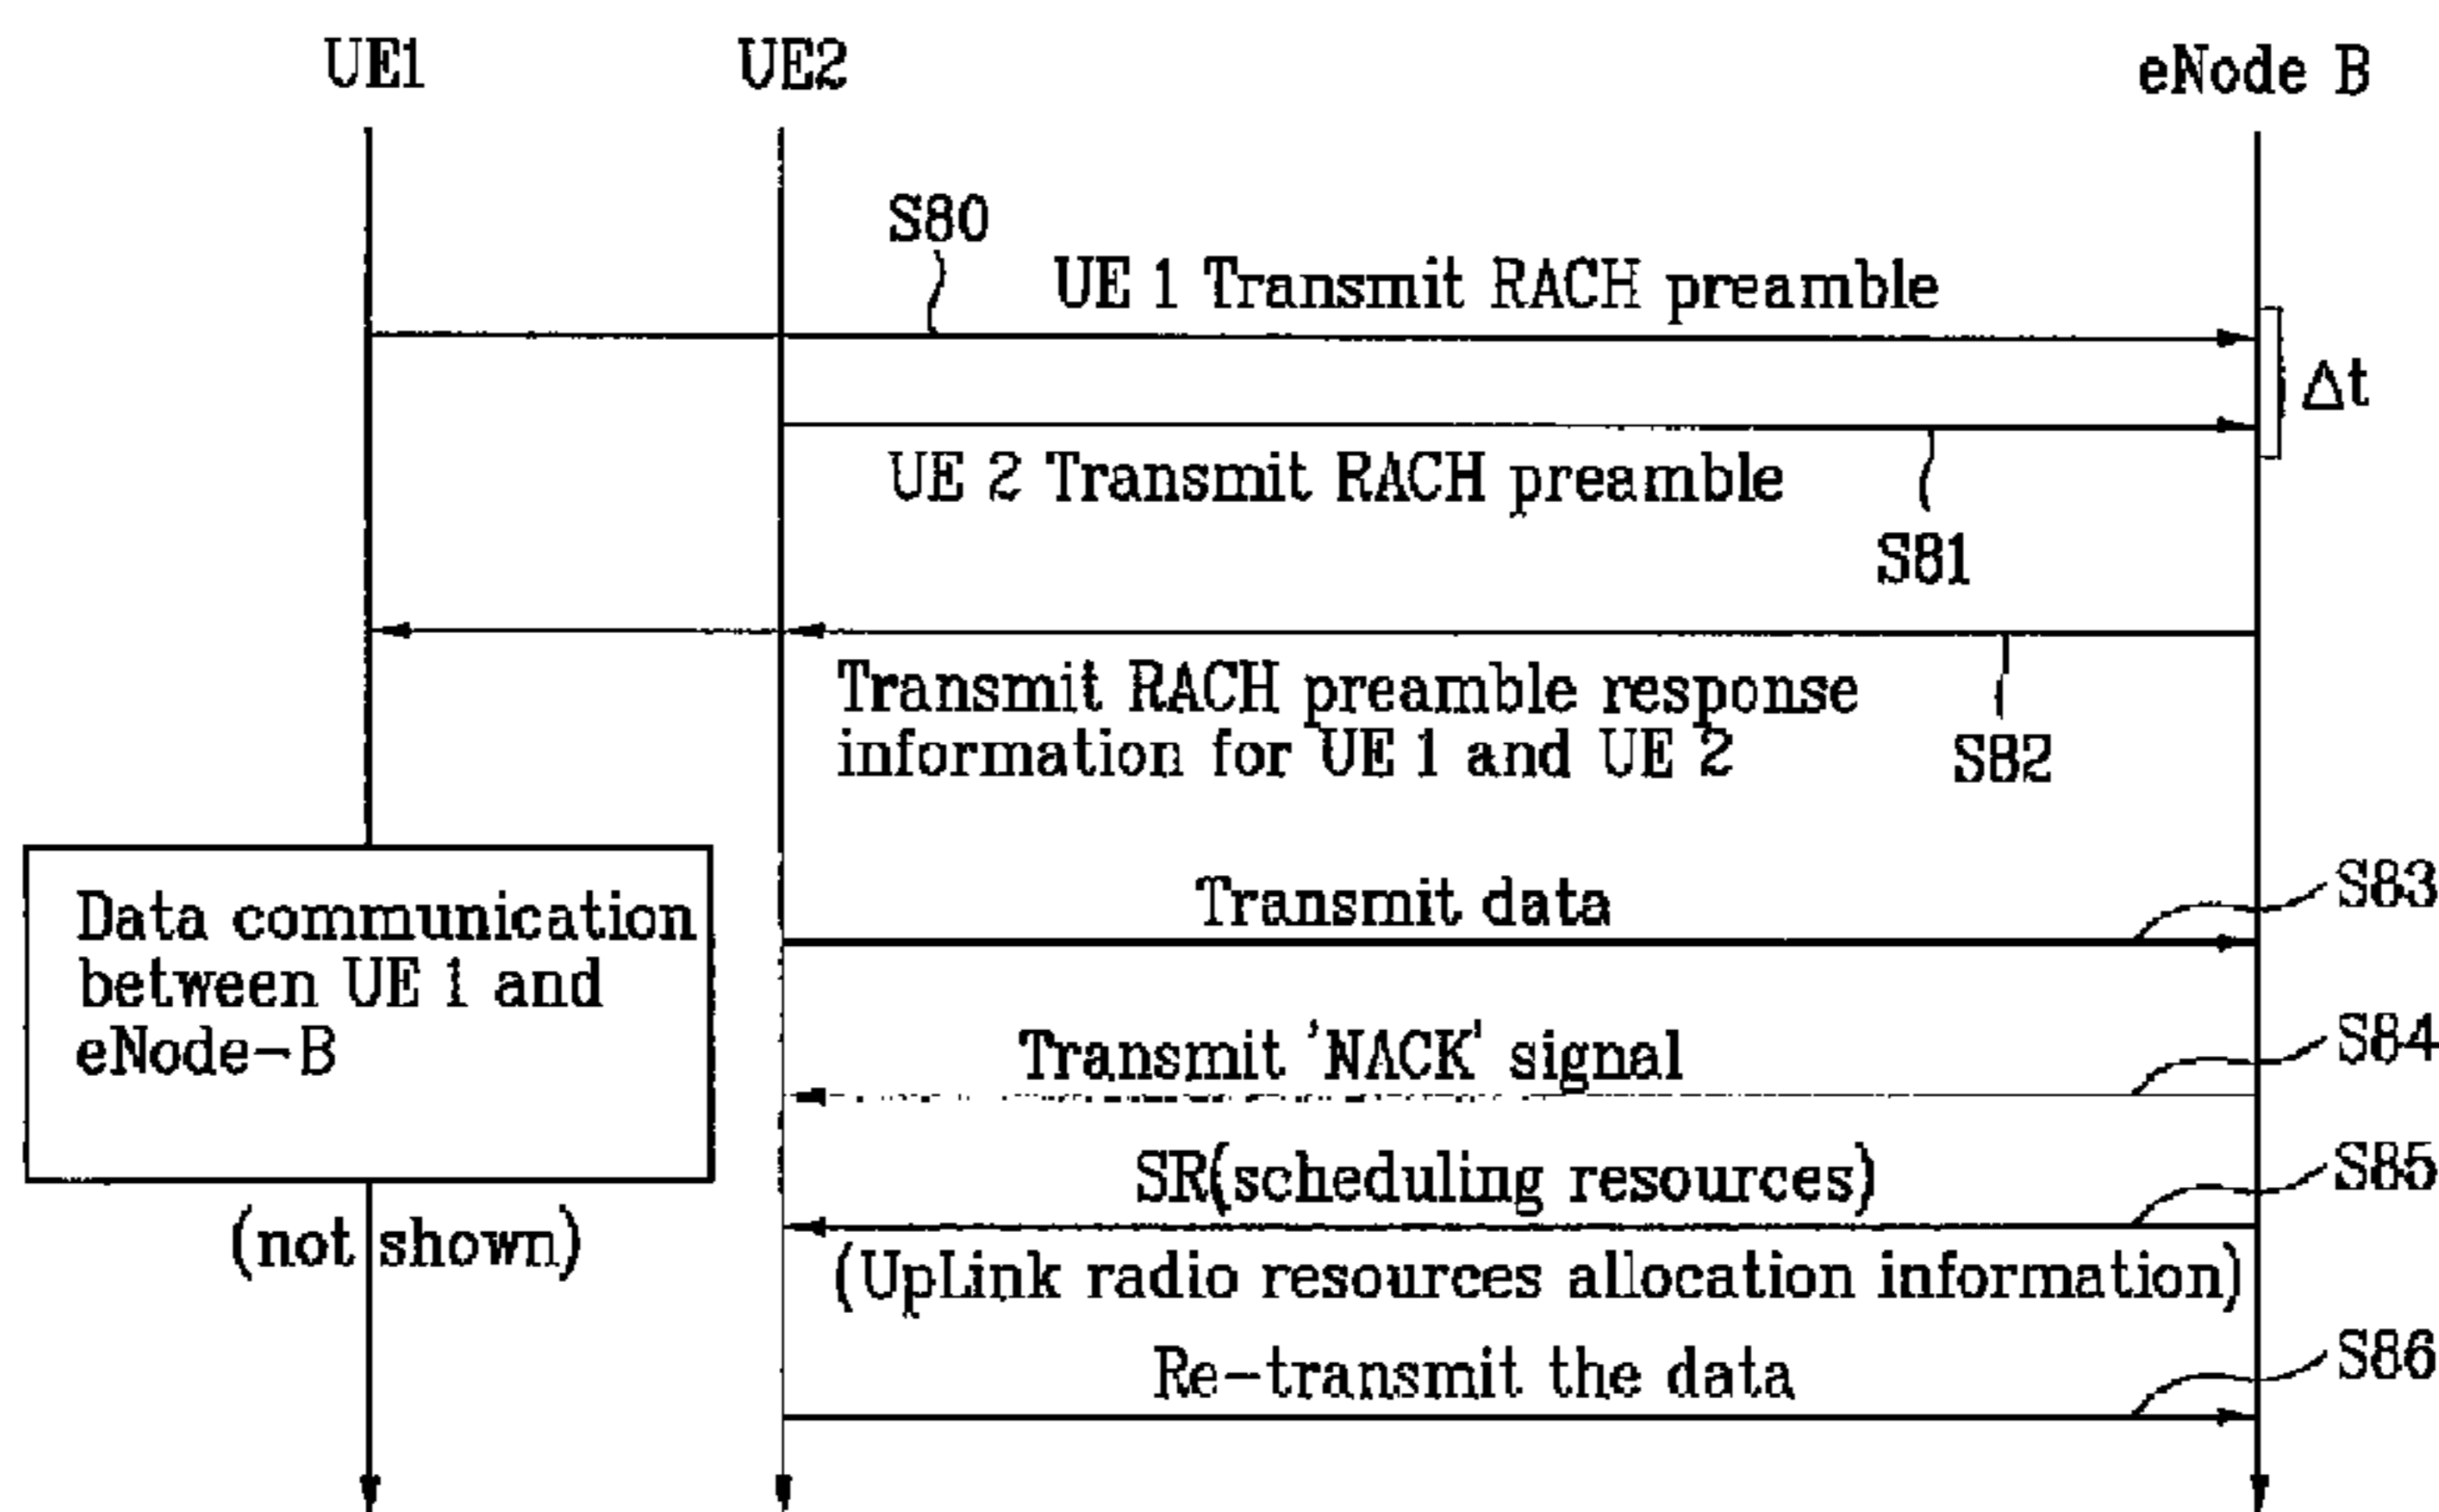 UE1
UE2
eNode B
S80
UE 1 Transmit RACH preamble
Δt
UE 2 Transmit RACH preamble
S81
Transmit RACH preamble response
information for UE 1 and UE 2
S82
Data communication
between UE 1 and
eNode-B
(not shown)
Transmit data
S83
Transmit 'NACK' signal
S84
SR(scheduling resources)
S85
(UpLink radio resources allocation information)
Re-transmit the data
S86